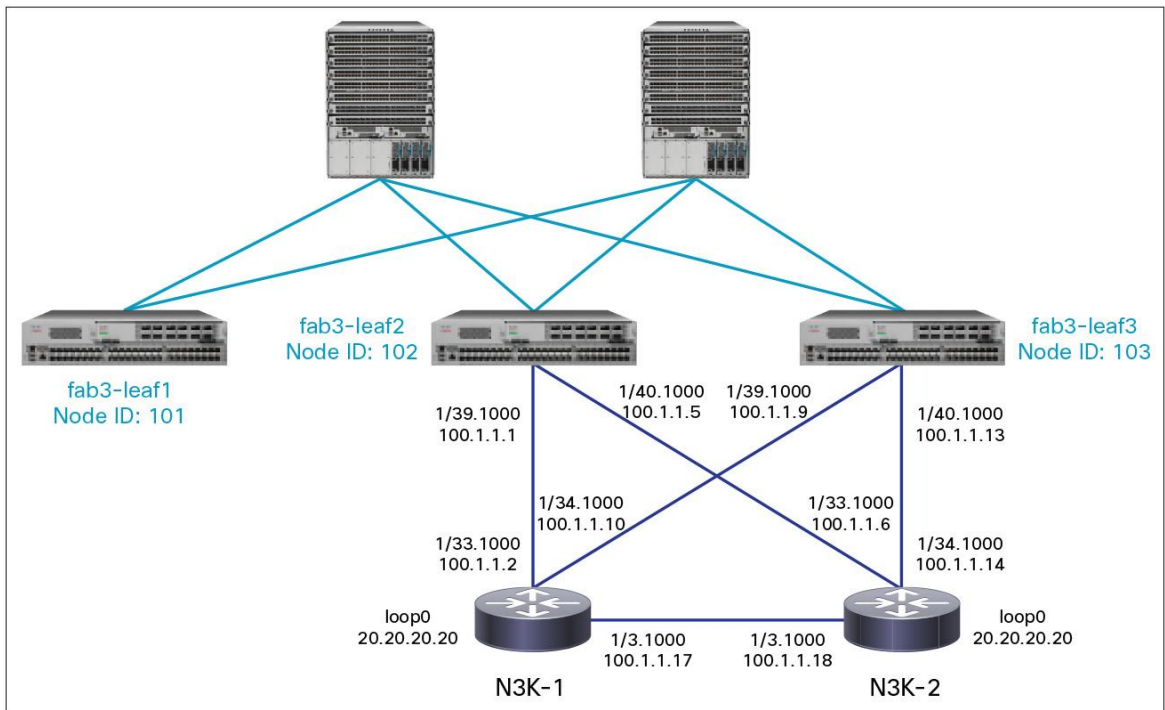 fab3-leaf2
Node ID: 102
fab3-leaf3
Node ID: 103
fab3-leaf1
Node ID: 101
1/39.1000
100.1.1.1
1/40.1000
100.1.1.5
1/39.1000
100.1.1.9
1/40.1000
100.1.1.13
1/34.1000
100.1.1.10
1/33.1000
100.1.1.6
1/33.1000
100.1.1.2
1/34.1000
100.1.1.14
loop0
20.20.20.20
1/3.1000
100.1.1.17
1/3.1000
100.1.1.18
loop0
20.20.20.20
N3K-1
N3K-2